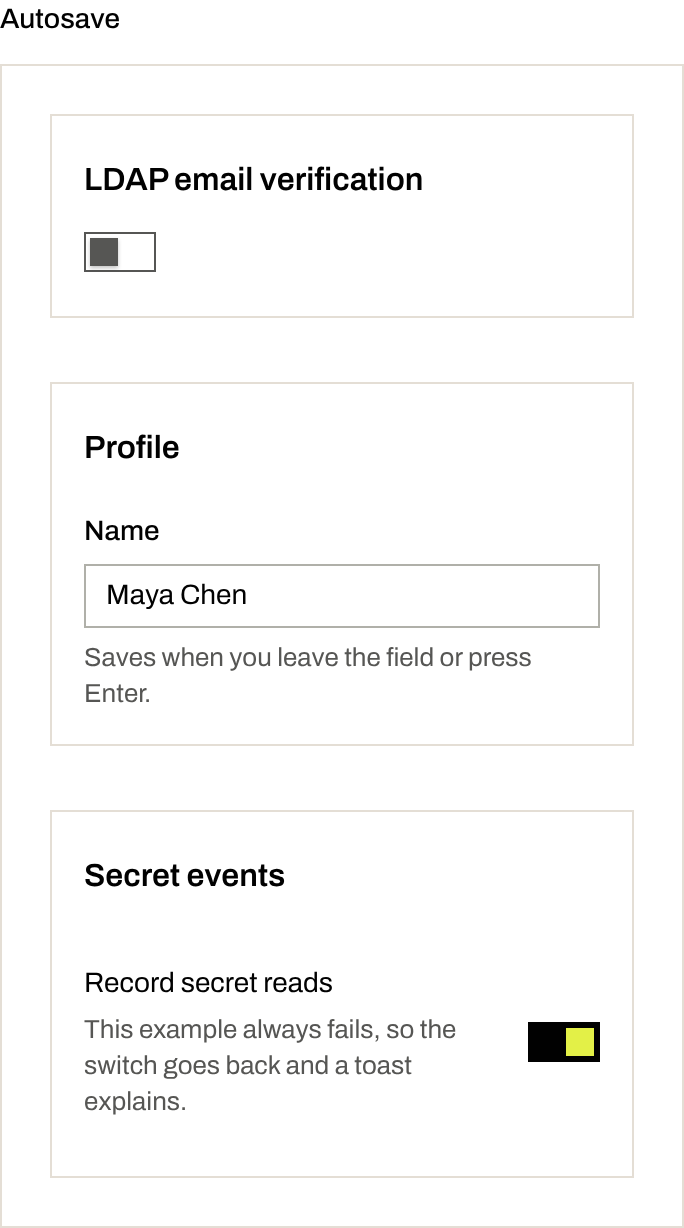 Autosave
LDAP email verification
Profile
Name
Maya Chen
Saves when you leave the field or press
Enter.
Secret events
Record secret reads
This example always fails, so the
switch goes back and a toast
explains.